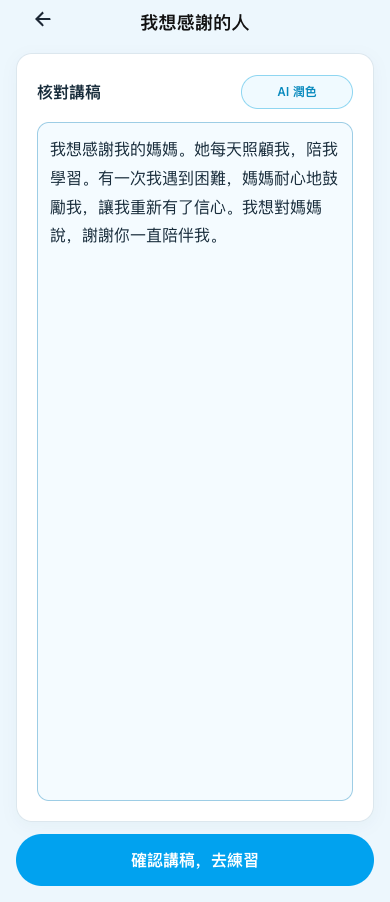 我想感謝的人
核對講稿
AI 潤色
我想感謝我的媽媽。她每天照顧我，陪我
學習。有一次我遇到困難，媽媽耐心地鼓
勵我，讓我重新有了信心。我想對媽媽
說，謝謝你一直陪伴我。
確認講稿，去練習